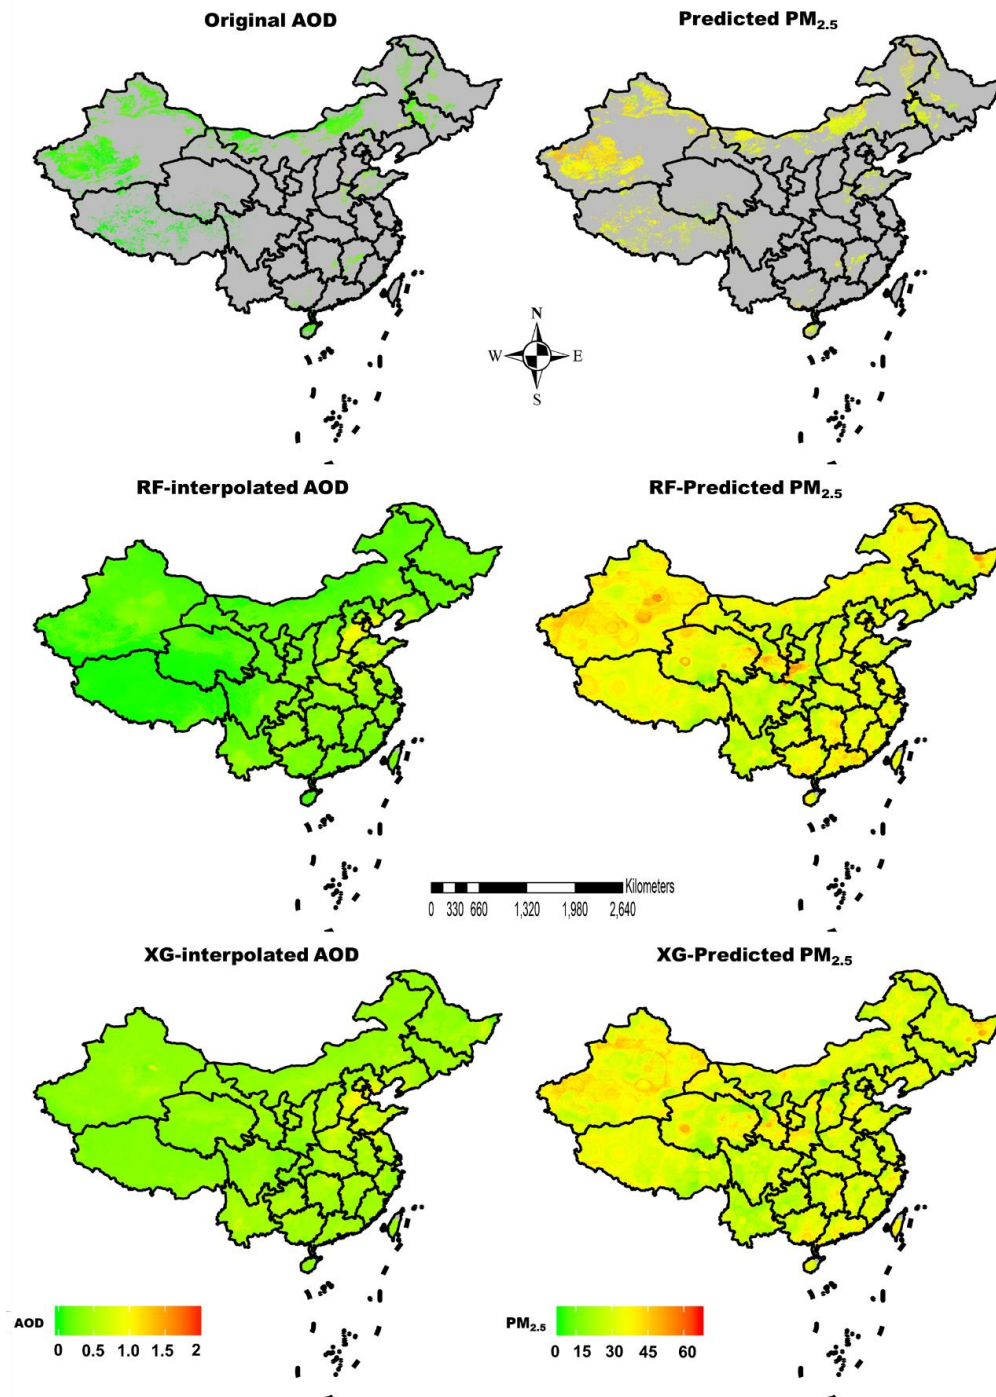 Original AOD
Predicted PM2.5
N
W E
S
RF-interpolated AOD
RF-Predicted PM2.5
Kilometers
0 330 660 1,320 1,980 2,640
XG-interpolated AOD
XG-Predicted PM2.5
AOD
0 0.5 1.0 1.5 2
PM2.5
0 15 30 45 60